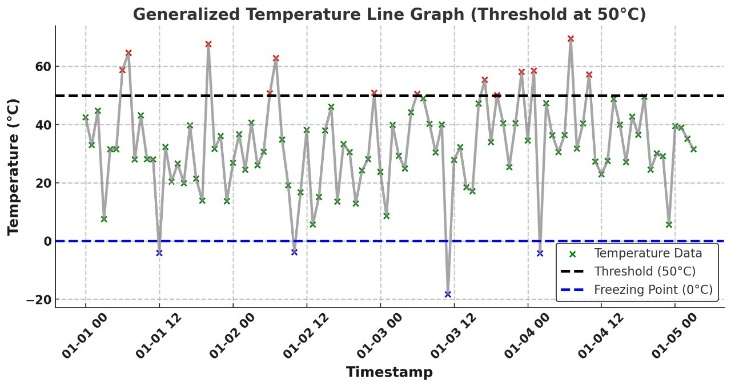 Generalized Temperature Line Graph (Threshold at 50°C)
Temperature (°C)
60
40
20
0
−20
Temperature Data
Threshold (50°C)
Freezing Point (0°C)
01-01 00
01-01 12
01-02 00
01-02 12
01-03 00
01-03 12
01-04 00
01-04 12
01-05 00
Timestamp